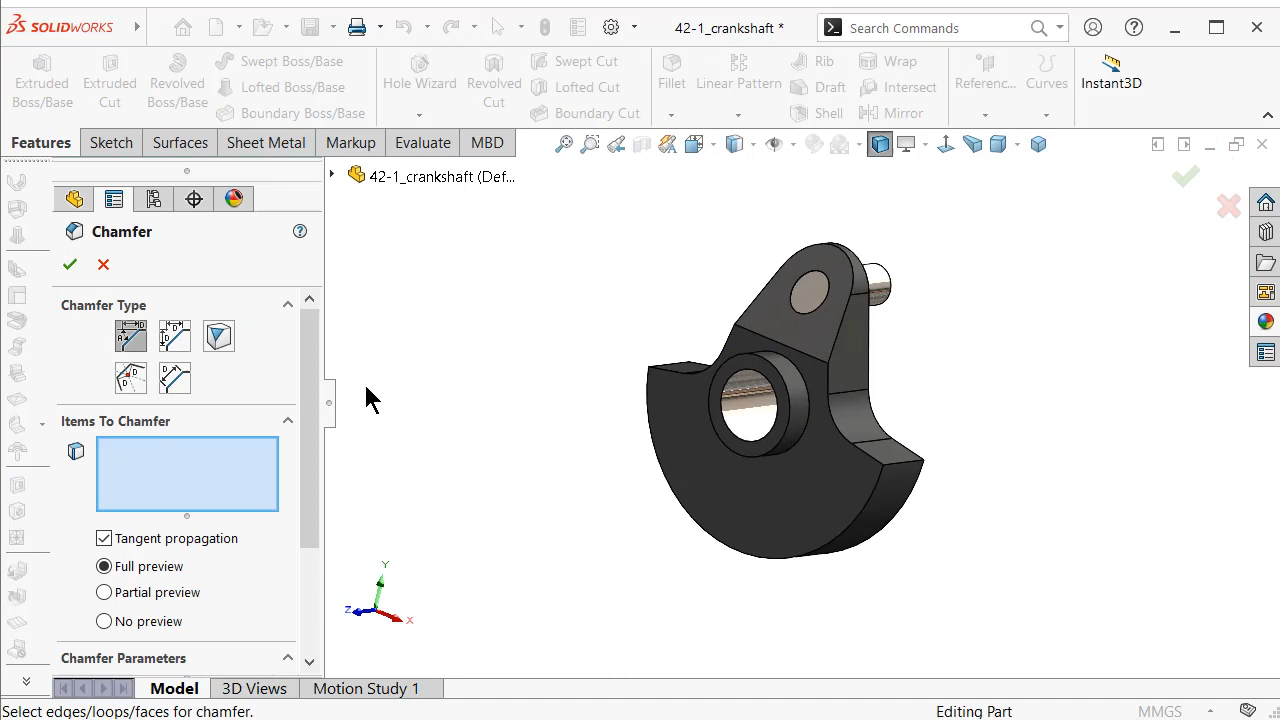 SOLIDWORKS
42-1_crankshaft *
Search Commands
Extruded Boss/Base
Extruded Cut
Revolved Boss/Base
Swept Boss/Base
Lofted Boss/Base
Boundary Boss/Base
Hole Wizard
Revolved Cut
Swept Cut
Lofted Cut
Boundary Cut
Fillet
Linear Pattern
Rib
Draft
Shell
Wrap
Intersect
Mirror
Referenc...
Curves
Instant3D
Features
Sketch
Surfaces
Sheet Metal
Markup
Evaluate
MBD
42-1_crankshaft (Def...
Chamfer
Chamfer Type
Items To Chamfer
Tangent propagation
Full preview
Partial preview
No preview
Chamfer Parameters
Y
Z
X
Model
3D Views
Motion Study 1
Select edges/loops/faces for chamfer.
Editing Part
MMGS